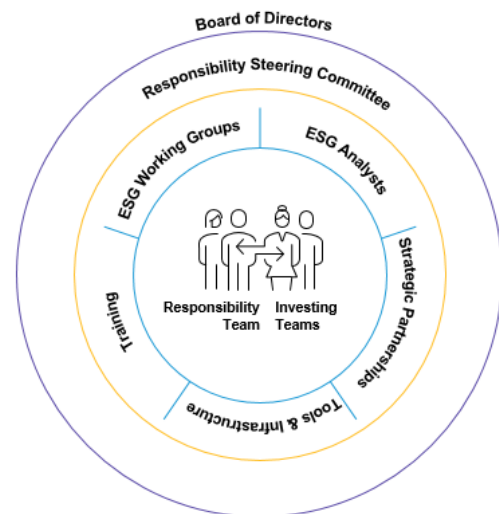 Board of Directors
Responsibility Steering Committee
ESG Working Groups
ESG Analysts
Strategic Partnerships
Tools & Infrastructure
Training
Responsibility Team
Investing Teams